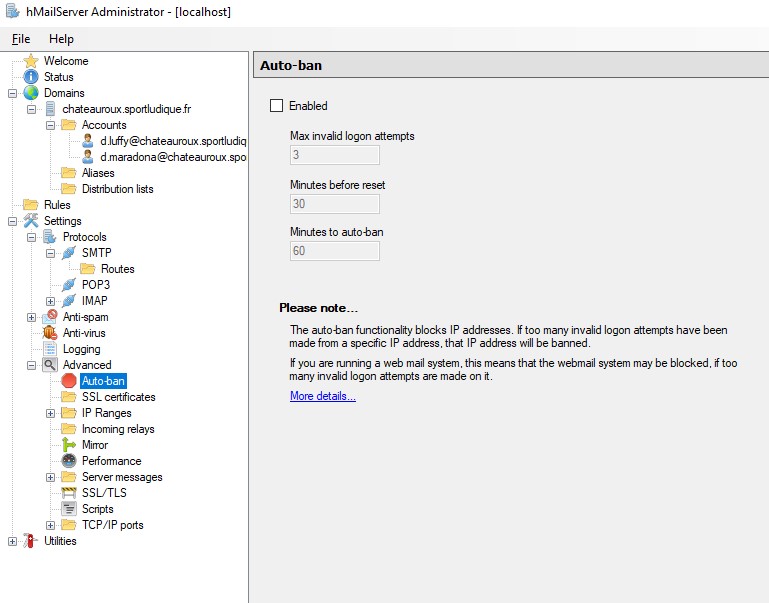 hMailServer Administrator - [localhost]
File Help
Welcome
Status
Domains
chateauroux.sportludique.fr
Accounts
d.luffy@chateauroux.sportludiq
d.maradona@chateauroux.spo
Aliases
Distribution lists
Rules
Settings
Protocols
SMTP
Routes
POP3
IMAP
Anti-spam
Anti-virus
Logging
Advanced
Auto-ban
SSL certificates
IP Ranges
Incoming relays
Mirror
Performance
Server messages
SSL/TLS
Scripts
TCP/IP ports
Utilities
Auto-ban
Enabled
Max invalid logon attempts
3
Minutes before reset
30
Minutes to auto-ban
60
Please note...
The auto-ban functionality blocks IP addresses. If too many invalid logon attempts have been
made from a specific IP address, that IP address will be banned.
If you are running a web mail system, this means that the webmail system may be blocked, if too
many invalid logon attempts are made on it.
More details...